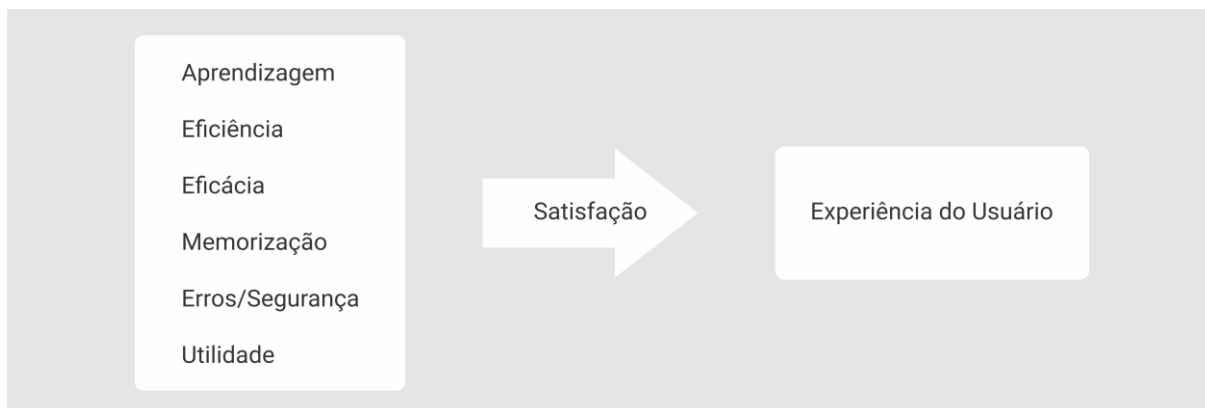 Aprendizagem
Eficiência
Eficácia
Memorização
Erros/Segurança
Utilidade
Satisfação
Experiência do Usuário